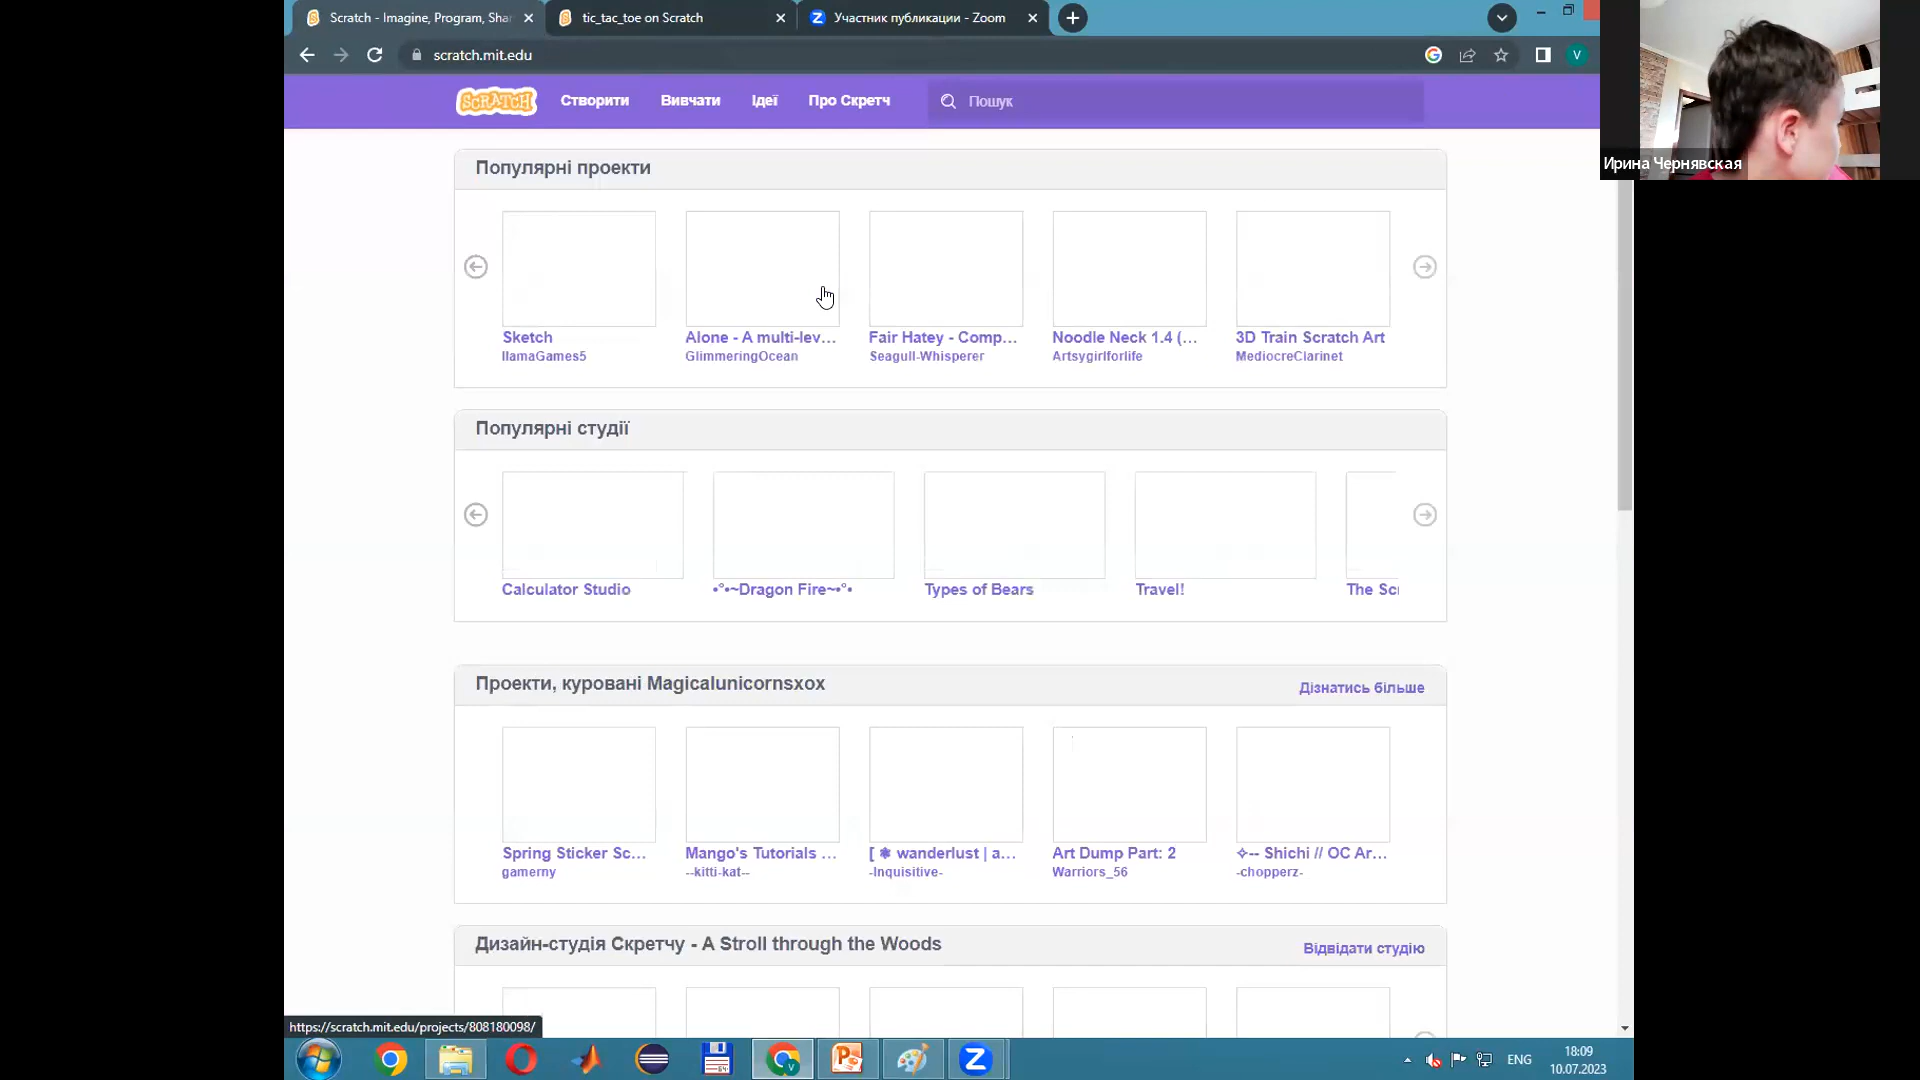 Scratch - Imagine, Program, Shar
tic_tac_toe on Scratch
Участник публикации - Zoom
scratch.mit.edu
V
SCRATCH
Створити
Вивчати
Ідеї
Про Скретч
Пошук
Ирина Чернявская
Популярні проекти
Sketch
Alone - A multi-lev...
Fair Hatey - Comp...
Noodle Neck 1.4 (...
3D Train Scratch Art
llamaGames5
GlimmeringOcean
Seagull-Whisperer
Artsygirlforlife
MediocreClarinet
Популярні студії
Calculator Studio
•°•~Dragon Fire~•°•
Types of Bears
Travel!
The Scr
Проекти, куровані Magicalunicornsxox
Дізнатись більше
Spring Sticker Sc...
Mango's Tutorials ...
[ ❃ wanderlust | a...
Art Dump Part: 2
✧-- Shichi // OC Ar...
gamerny
--kitti-kat--
-Inquisitive-
Warriors_56
-chopperz-
Дизайн-студія Скретчу - A Stroll through the Woods
Відвідати студію
https://scratch.mit.edu/projects/808180098/
ENG
18:09
10.07.2023